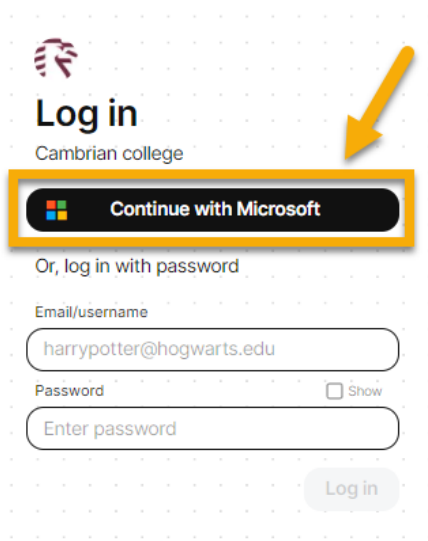 Log in
Cambrian college
Continue with Microsoft
Or, log in with password
Email/username
harrypotter@hogwarts.edu
Password Show
Enter password
Log in